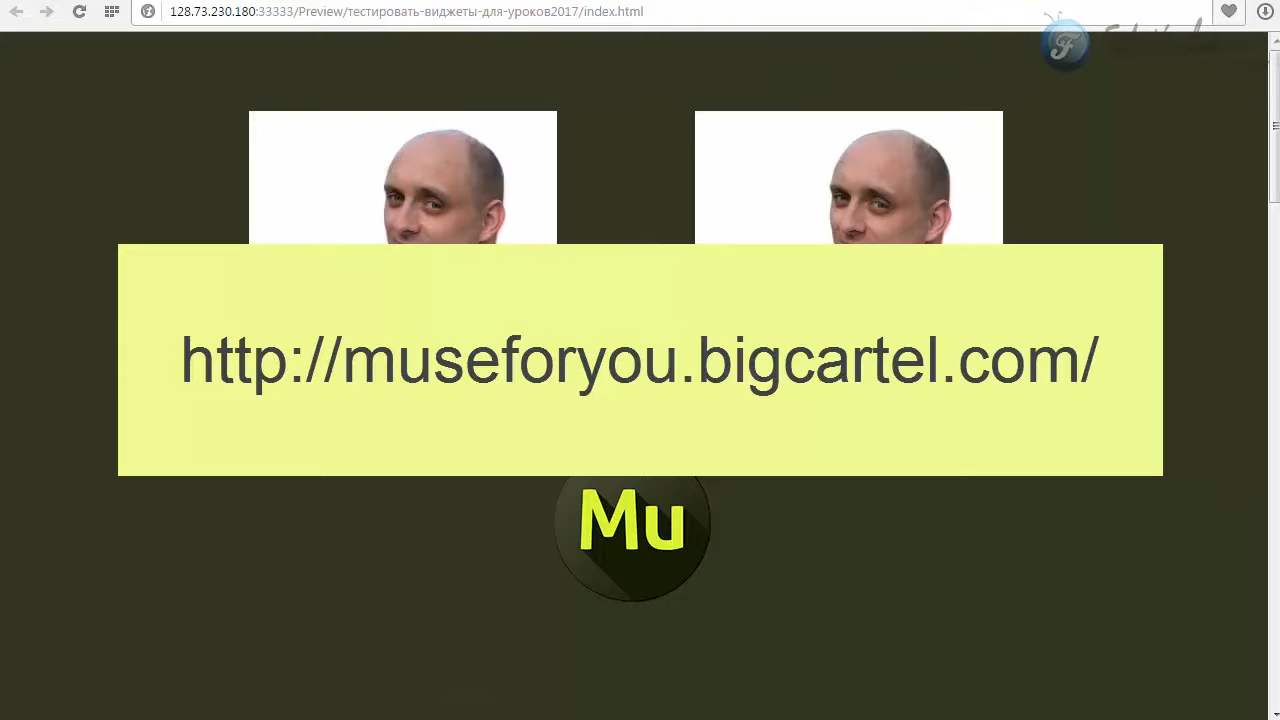 128.73.230.180:33333/Preview/тестировать-виджеты-для-уроков2017/index.html
http://museforyou.bigcartel.com/
Mu